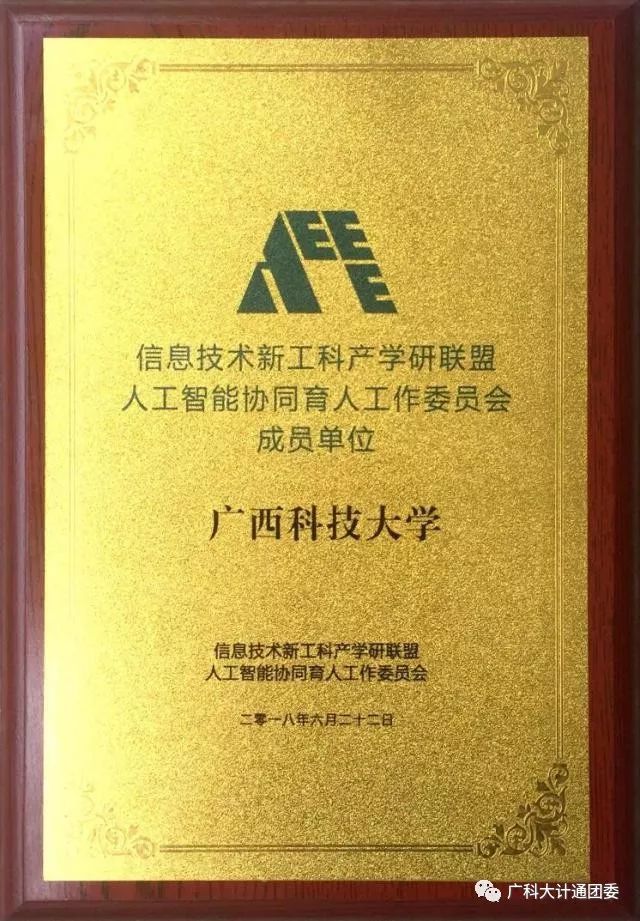 AEEE
信息技术新工科产学研联盟
人工智能协同育人工作委员会
成员单位
广西科技大学
信息技术新工科产学研联盟
人工智能协同育人工作委员会
二零一八年六月二十二日
广科大计通团委